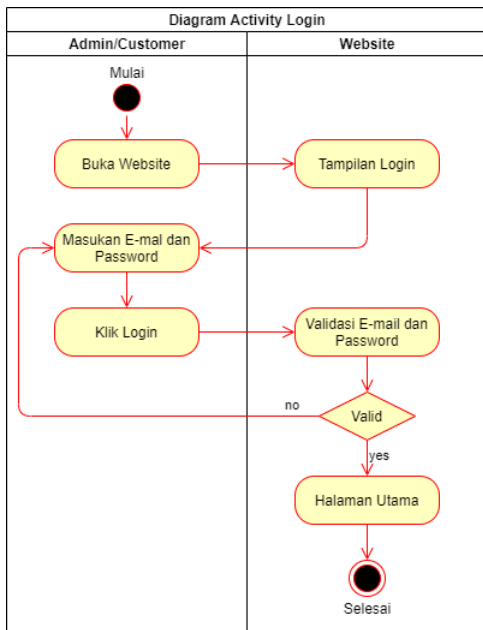 Diagram Activity Login
Admin/Customer
Website
Mulai
Buka Website
Tampilan Login
Masukan E-mal dan
Password
Klik Login
Validasi E-mail dan
Password
no
Valid
yes
Halaman Utama
Selesai